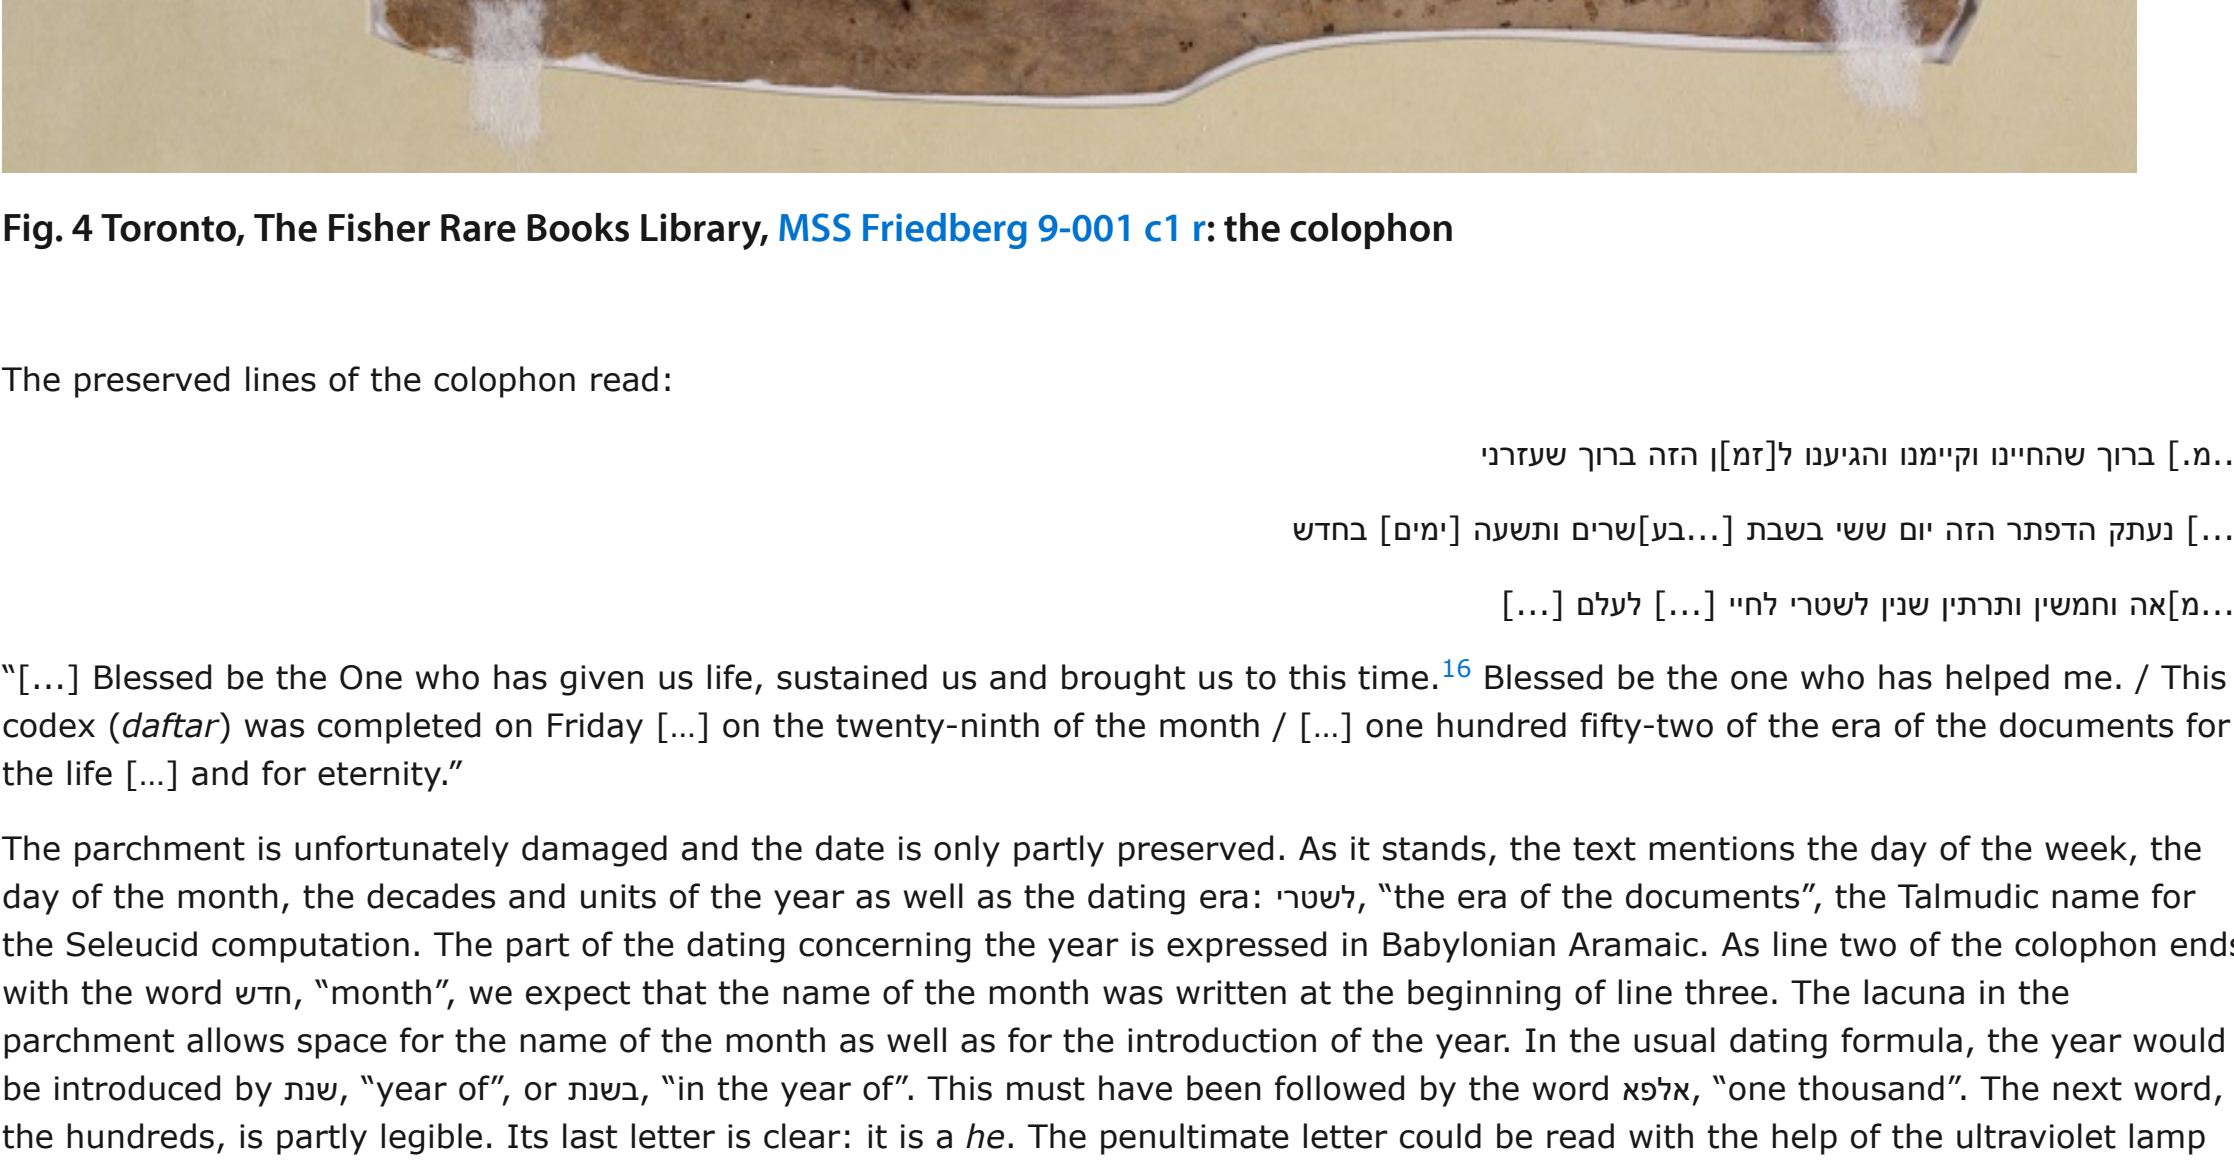 Fig. 4 Toronto, The Fisher Rare Books Library, MSS Friedberg 9-001 c1 r: the colophon
The preserved lines of the colophon read:
..מ.] ברוך שהחיינו וקיימנו והגיענו ל[זמ]ן הזה ברוך שעזרני
...] נעתק הדפתר הזה יום ששי בשבת [...בע]שרים ותשעה [ימים] בחדש
...מ]אה וחמשין ותרתין שנין לשטרי לחיי [...] לעלם [...]
“[...] Blessed be the One who has given us life, sustained us and brought us to this time.16 Blessed be the one who has helped me. / This
codex (daftar) was completed on Friday […] on the twenty-ninth of the month / […] one hundred fifty-two of the era of the documents for
the life […] and for eternity.”
The parchment is unfortunately damaged and the date is only partly preserved. As it stands, the text mentions the day of the week, the
day of the month, the decades and units of the year as well as the dating era: לשטרי, “the era of the documents”, the Talmudic name for
the Seleucid computation. The part of the dating concerning the year is expressed in Babylonian Aramaic. As line two of the colophon ends
with the word חדש, “month”, we expect that the name of the month was written at the beginning of line three. The lacuna in the
parchment allows space for the name of the month as well as for the introduction of the year. In the usual dating formula, the year would
be introduced by שנת, “year of”, or בשנת, “in the year of”. This must have been followed by the word אלפא, “one thousand”. The next word,
the hundreds, is partly legible. Its last letter is clear: it is a he. The penultimate letter could be read with the help of the ultraviolet lamp